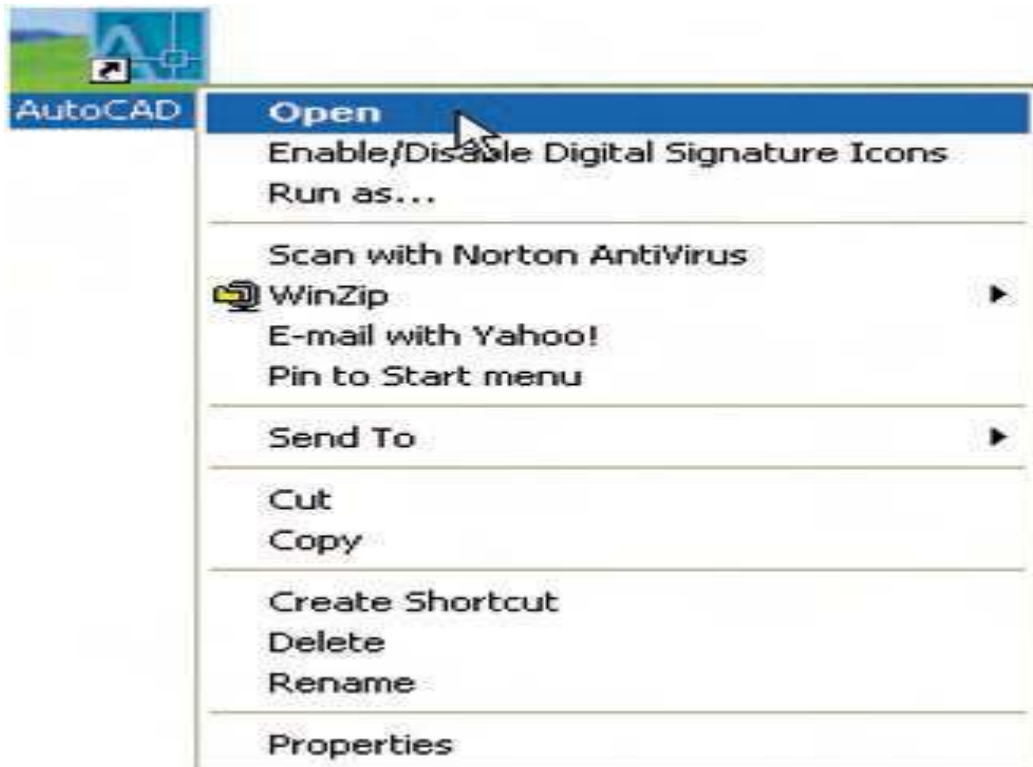 AutoCAD
Open
Enable/Disable Digital Signature Icons
Run as...
Scan with Norton AntiVirus
WinZip
E-mail with Yahoo!
Pin to Start menu
Send To
Cut
Copy
Create Shortcut
Delete
Rename
Properties